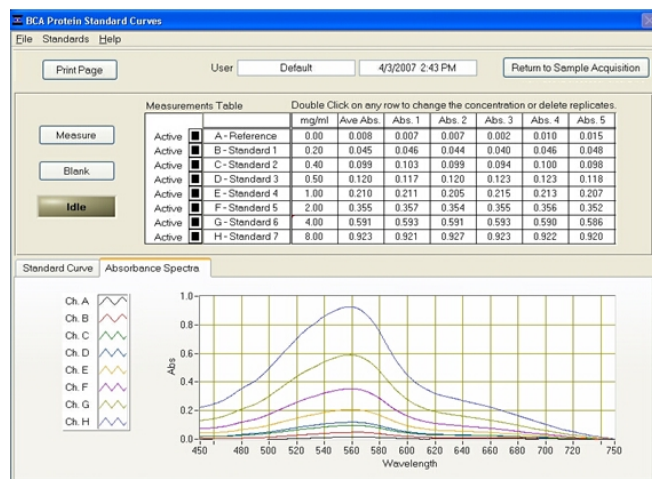 BCA Protein Standard Curves
File Standards Help
Print Page User Default 4/3/2007 2:43 PM Return to Sample Acquisition
Measurements Table Double Click on any row to change the concentration or delete replicates.
mg/ml Ave Abs. Abs. 1 Abs. 2 Abs. 3 Abs. 4 Abs. 5
Measure
Active A - Reference 0.00 0.008 0.007 0.007 0.002 0.010 0.015
Active B - Standard 1 0.20 0.045 0.046 0.044 0.040 0.046 0.048
Active C - Standard 2 0.40 0.099 0.103 0.099 0.094 0.100 0.098
Blank
Active D - Standard 3 0.50 0.120 0.117 0.120 0.123 0.123 0.118
Active E - Standard 4 1.00 0.210 0.211 0.205 0.215 0.213 0.207
Idle
Active F - Standard 5 2.00 0.355 0.357 0.354 0.355 0.356 0.352
Active G - Standard 6 4.00 0.591 0.593 0.591 0.593 0.590 0.586
Active H - Standard 7 8.00 0.923 0.921 0.927 0.923 0.922 0.920
Standard Curve Absorbance Spectra
Ch. A
Ch. B
Ch. C
Ch. D
Ch. E
Ch. F
Ch. G
Ch. H
Abs
1.0
0.8
0.6
0.4
0.2
0.0
450 480 500 520 540 560 580 600 620 640 660 680 700 720 750
Wavelength